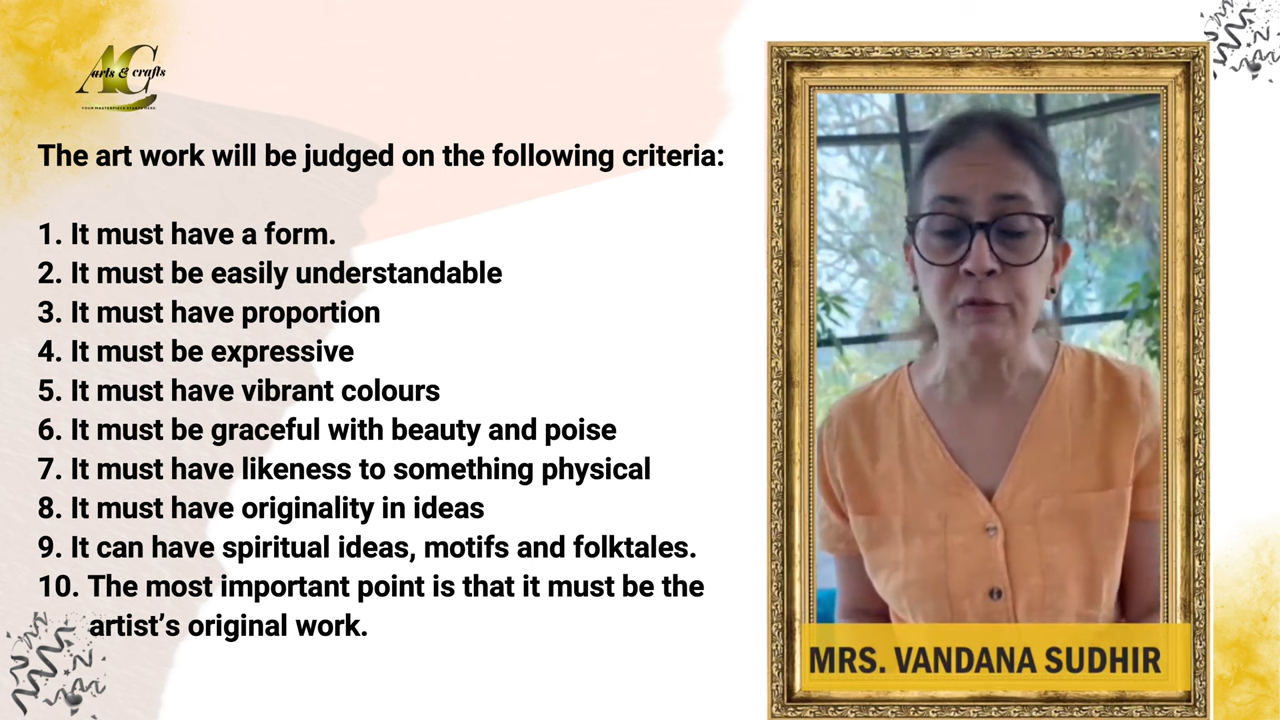 arts & crafts
YOUR MASTERPIECE STARTS HERE
The art work will be judged on the following criteria:
1. It must have a form.
2. It must be easily understandable
3. It must have proportion
4. It must be expressive
5. It must have vibrant colours
6. It must be graceful with beauty and poise
7. It must have likeness to something physical
8. It must have originality in ideas
9. It can have spiritual ideas, motifs and folktales.
10. The most important point is that it must be the
artist’s original work.
MRS. VANDANA SUDHIR